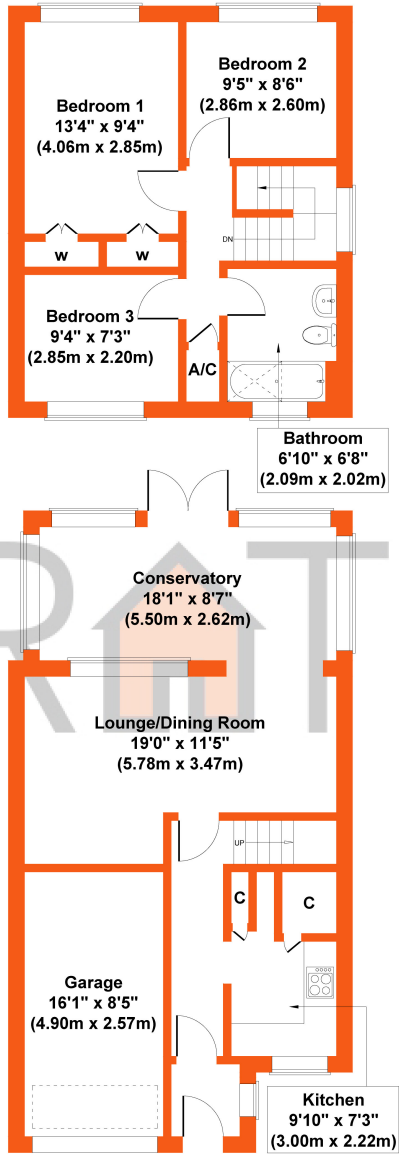 Bedroom 1
13'4" x 9'4"
(4.06m x 2.85m)
Bedroom 2
9'5" x 8'6"
(2.86m x 2.60m)
DN
w
w
Bedroom 3
9'4" x 7'3"
(2.85m x 2.20m)
A/C
Bathroom
6'10" x 6'8"
(2.09m x 2.02m)
Conservatory
18'1" x 8'7"
(5.50m x 2.62m)
R T
Lounge/Dining Room
19'0" x 11'5"
(5.78m x 3.47m)
UP
C
C
Garage
16'1" x 8'5"
(4.90m x 2.57m)
Kitchen
9'10" x 7'3"
(3.00m x 2.22m)